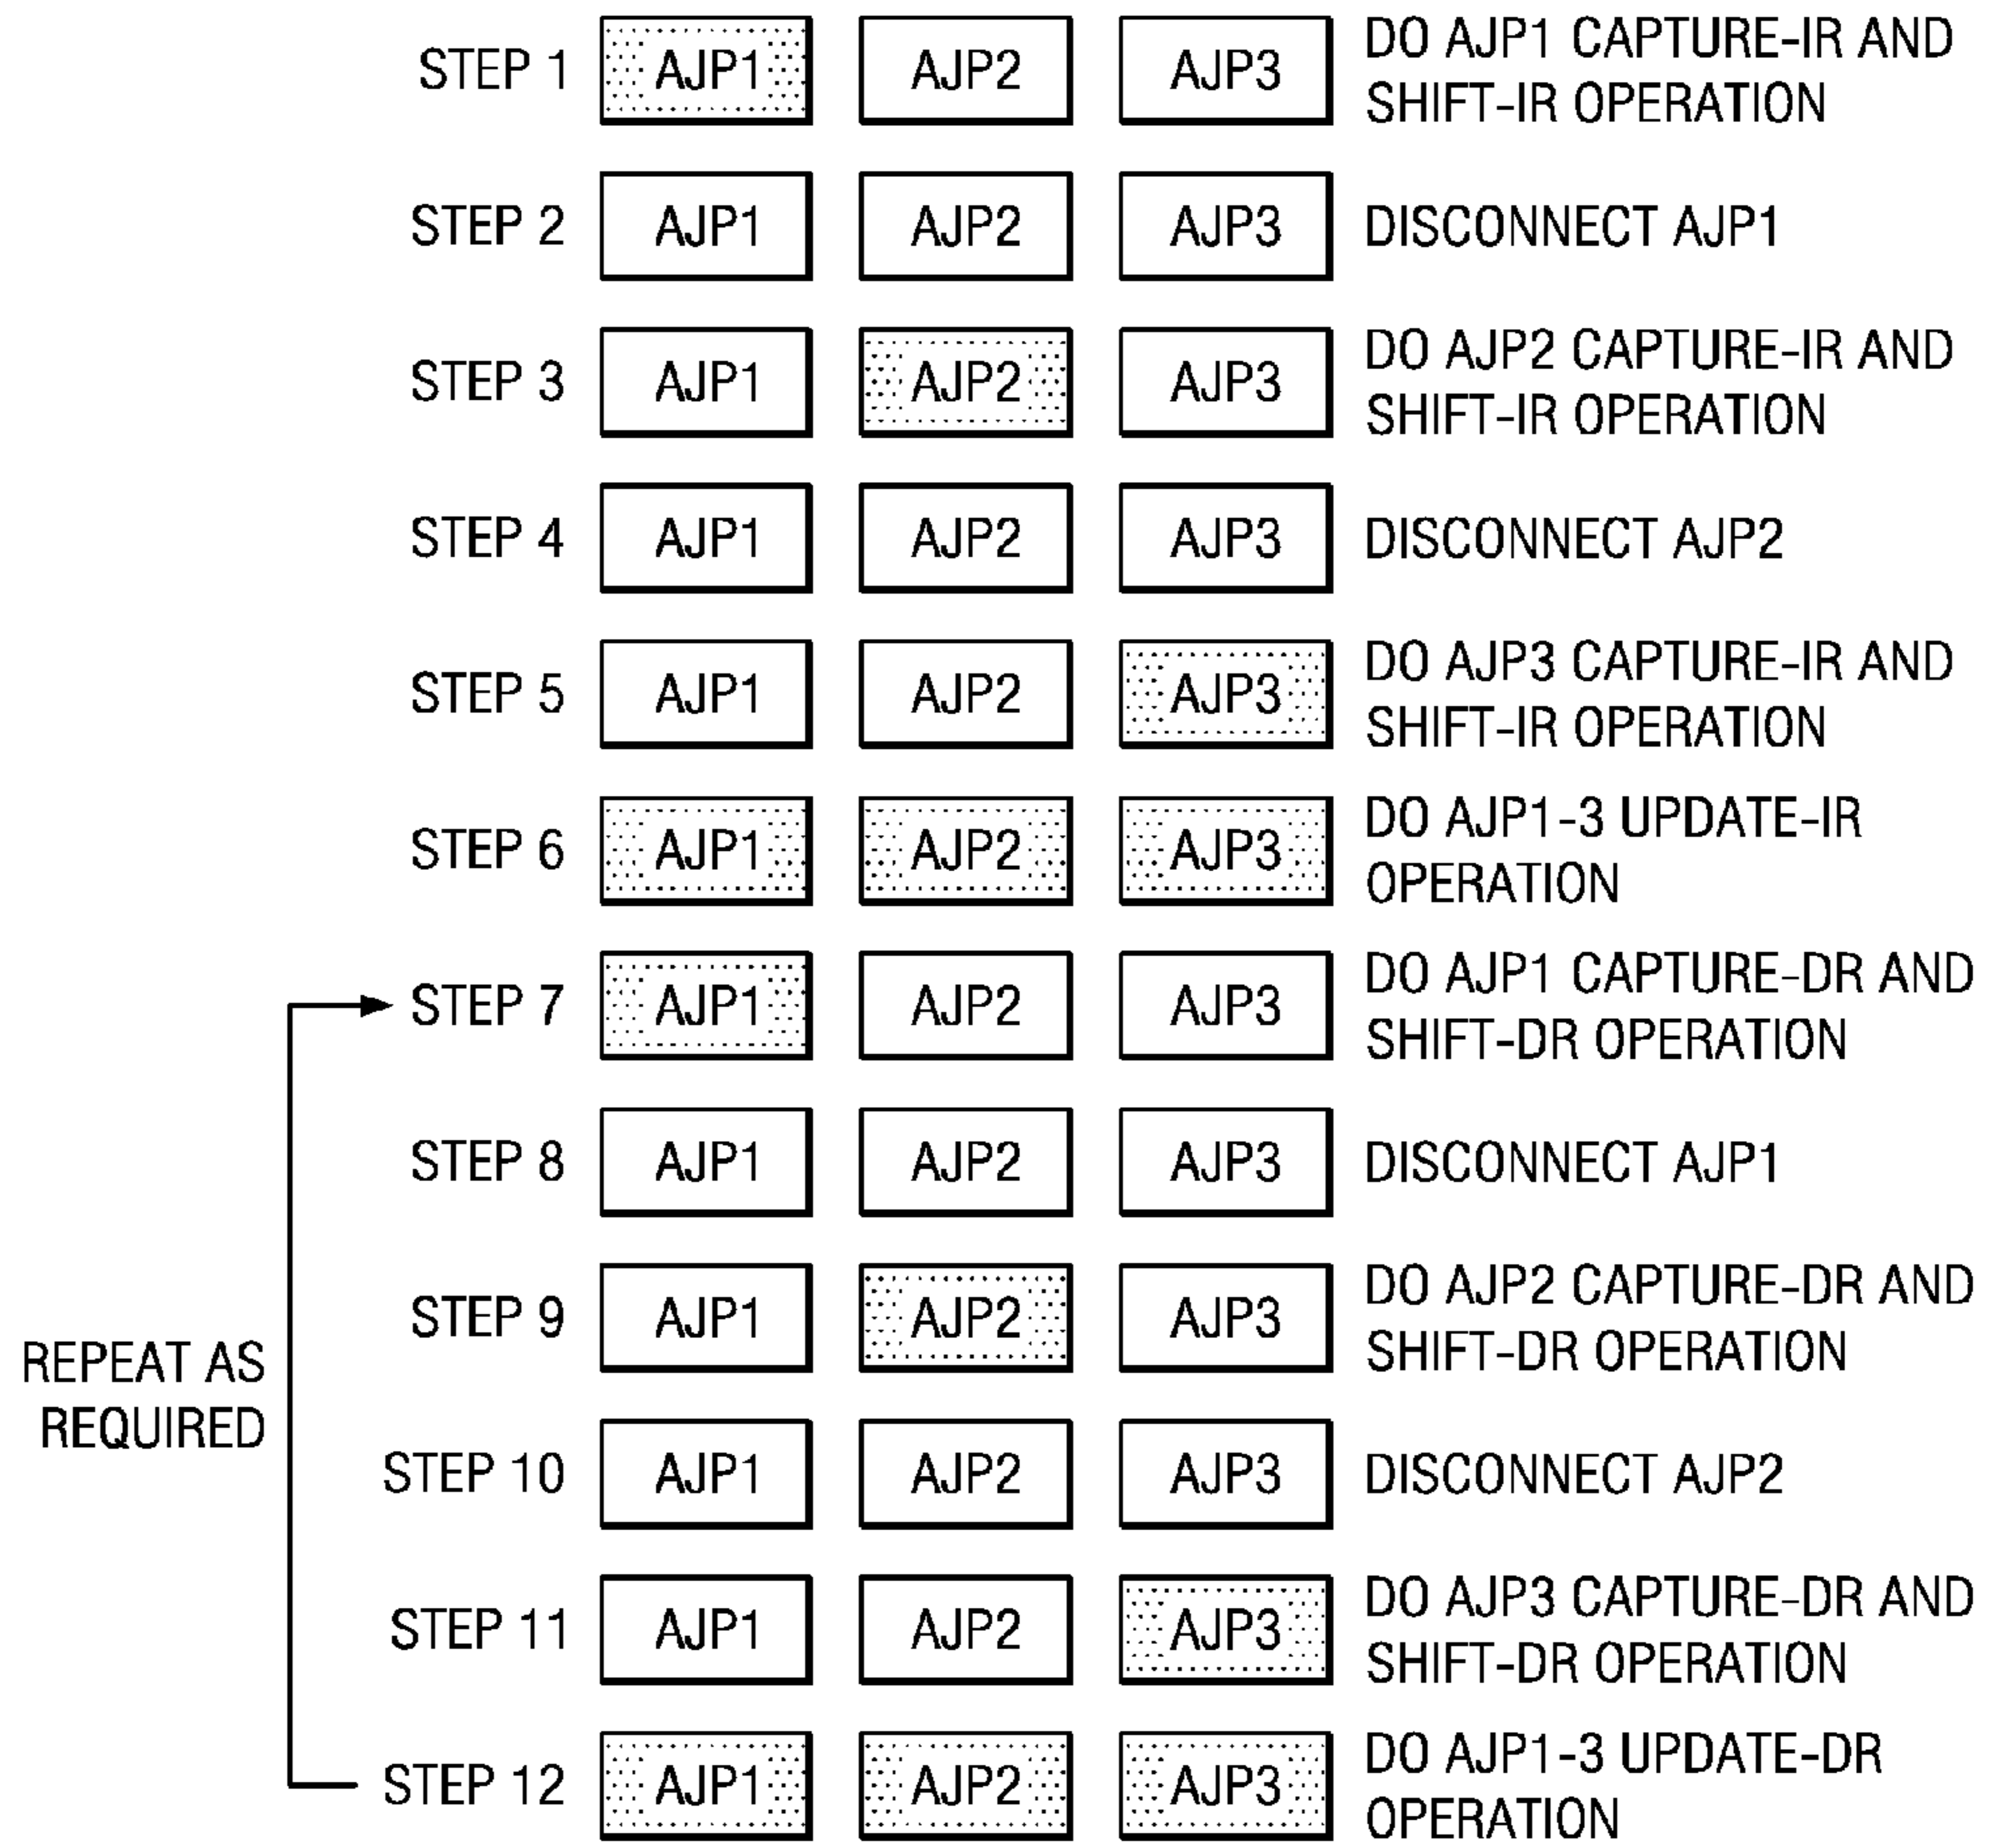 STEP 1 AJP1 AJP2 AJP3 DO AJP1 CAPTURE-IR AND
SHIFT-IR OPERATION
STEP 2 AJP1 AJP2 AJP3 DISCONNECT AJP1
STEP 3 AJP1 AJP2 AJP3 DO AJP2 CAPTURE-IR AND
SHIFT-IR OPERATION
STEP 4 AJP1 AJP2 AJP3 DISCONNECT AJP2
STEP 5 AJP1 AJP2 AJP3 DO AJP3 CAPTURE-IR AND
SHIFT-IR OPERATION
STEP 6 AJP1 AJP2 AJP3 DO AJP1-3 UPDATE-IR
OPERATION
STEP 7 AJP1 AJP2 AJP3 DO AJP1 CAPTURE-DR AND
SHIFT-DR OPERATION
STEP 8 AJP1 AJP2 AJP3 DISCONNECT AJP1
STEP 9 AJP1 AJP2 AJP3 DO AJP2 CAPTURE-DR AND
SHIFT-DR OPERATION
REPEAT AS
REQUIRED
STEP 10 AJP1 AJP2 AJP3 DISCONNECT AJP2
STEP 11 AJP1 AJP2 AJP3 DO AJP3 CAPTURE-DR AND
SHIFT-DR OPERATION
STEP 12 AJP1 AJP2 AJP3 DO AJP1-3 UPDATE-DR
OPERATION